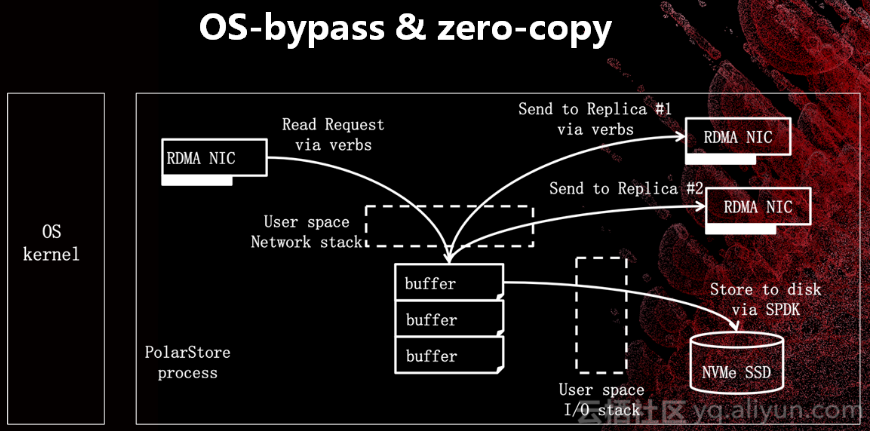 OS-bypass & zero-copy
OS
kernel
RDMA NIC
Read Request
via verbs
Send to Replica #1
via verbs
RDMA NIC
Send to Replica #2
RDMA NIC
User space
Network stack
buffer
buffer
buffer
Store to disk
via SPDK
NVMe SSD
PolarStore
process
User space
I/O stack
云栖社区 yq.aliyun.com